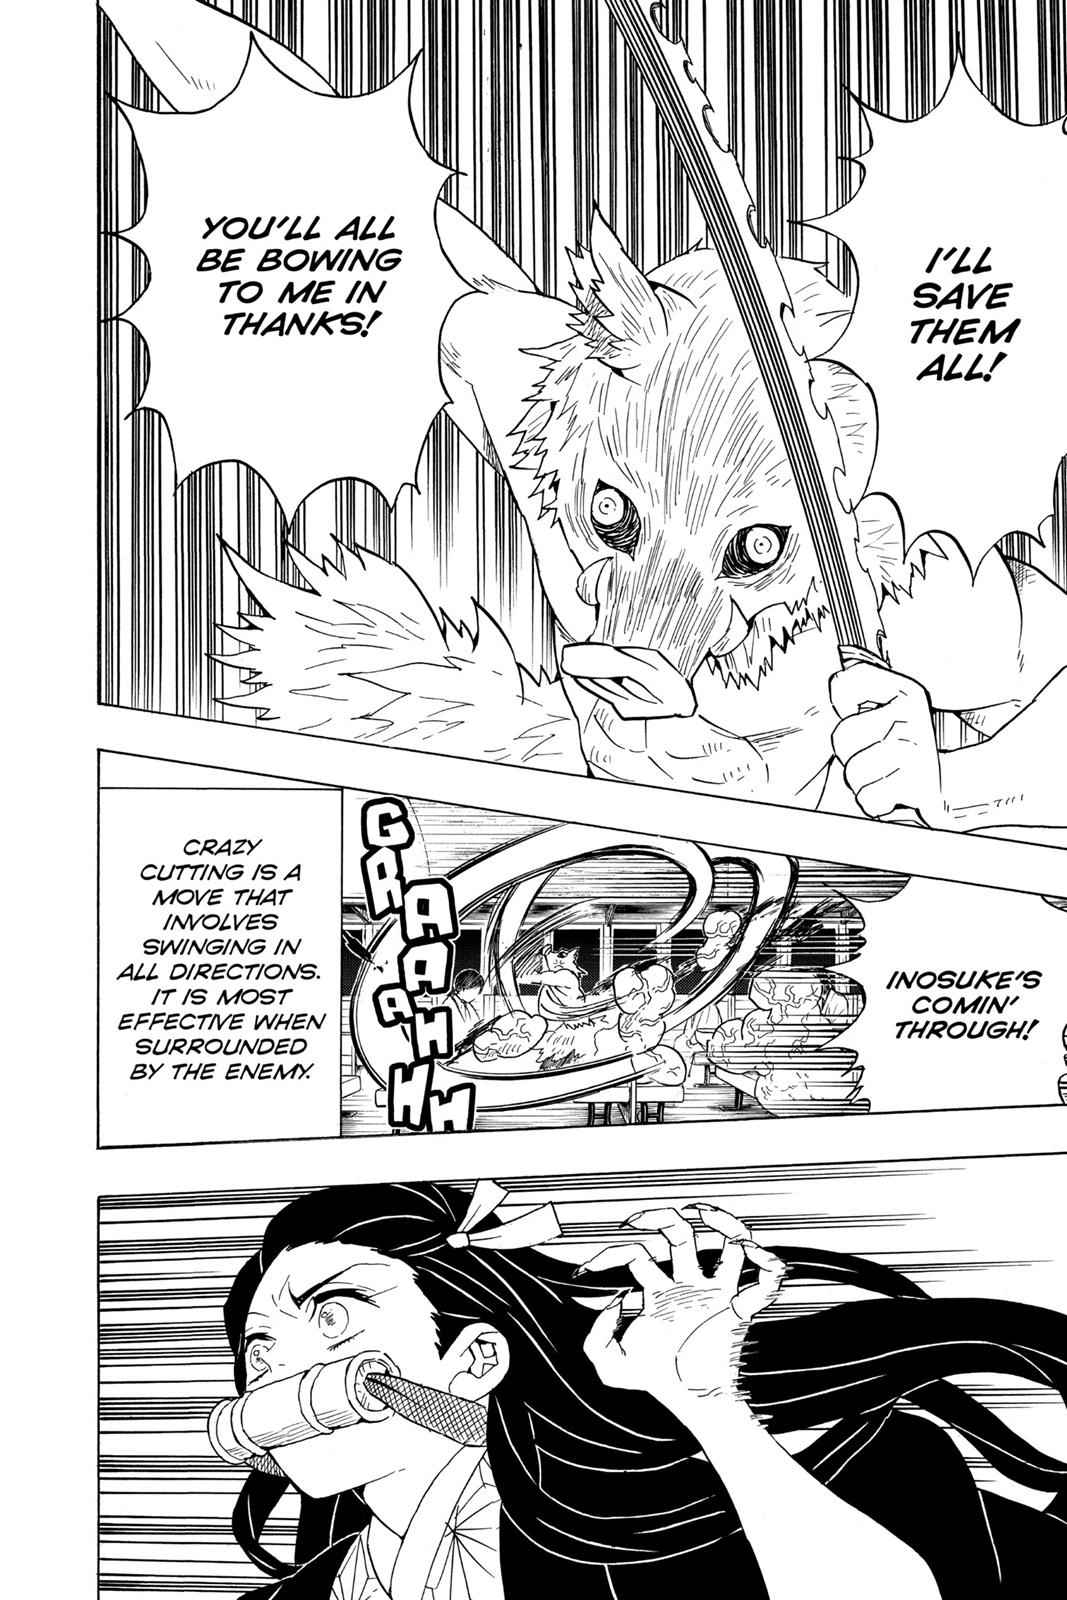 I'LL
SAVE
THEM
ALL!
YOU'LL ALL
BE BOWING
TO ME IN
THANKS!
INOSUKE'S
COMIN'
THROUGH!
GRAAAAHHHH
CRAZY
CUTTING IS A
MOVE THAT
INVOLVES
SWINGING IN
ALL DIRECTIONS.
IT IS MOST
EFFECTIVE WHEN
SURROUNDED
BY THE ENEMY.